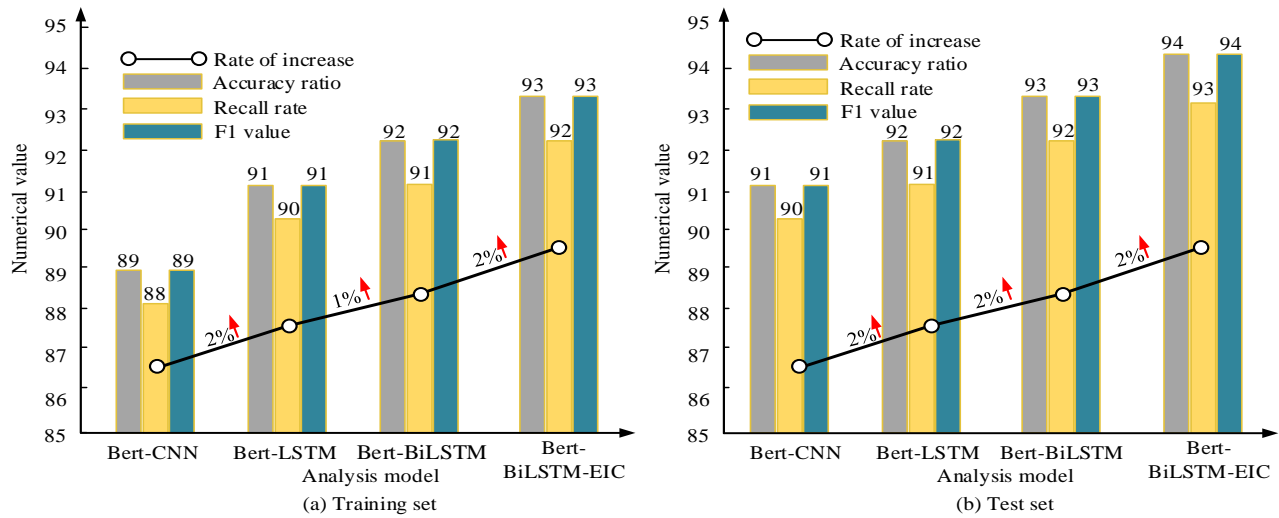 95
94
93
92
91
90
89
88
87
86
85
Numerical value
Rate of increase
Accuracy ratio
Recall rate
F1 value
89
88
89
91
90
91
92
91
92
93
92
93
2%
1%
2%
Bert-CNN
Bert-LSTM
Bert-BiLSTM
Bert-
BiLSTM-EIC
Analysis model
(a) Training set
95
94
93
92
91
90
89
88
87
86
85
Numerical value
Rate of increase
Accuracy ratio
Recall rate
F1 value
91
90
91
92
91
92
93
92
93
94
93
94
2%
2%
2%
Bert-CNN
Bert-LSTM
Bert-BiLSTM
Bert-
BiLSTM-EIC
Analysis model
(b) Test set